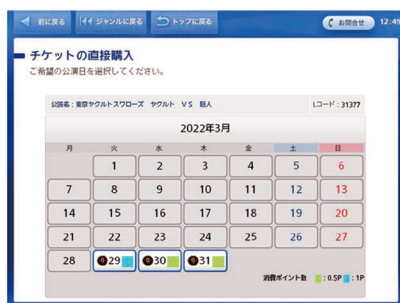 前に戻る ジャンルに戻る トップに戻る お問合せ 12:49
チケットの直接購入
ご希望の公演日を選択してください。
公演名：東京ヤクルトスワローズ ヤクルト VS 巨人 Lコード：31377
2022年3月
月 火 水 木 金 土 日
1 2 3 4 5 6
7 8 9 10 11 12 13
14 15 16 17 18 19 20
21 22 23 24 25 26 27
28 29 30 31
消費ポイント数 ：0.5P ：1P